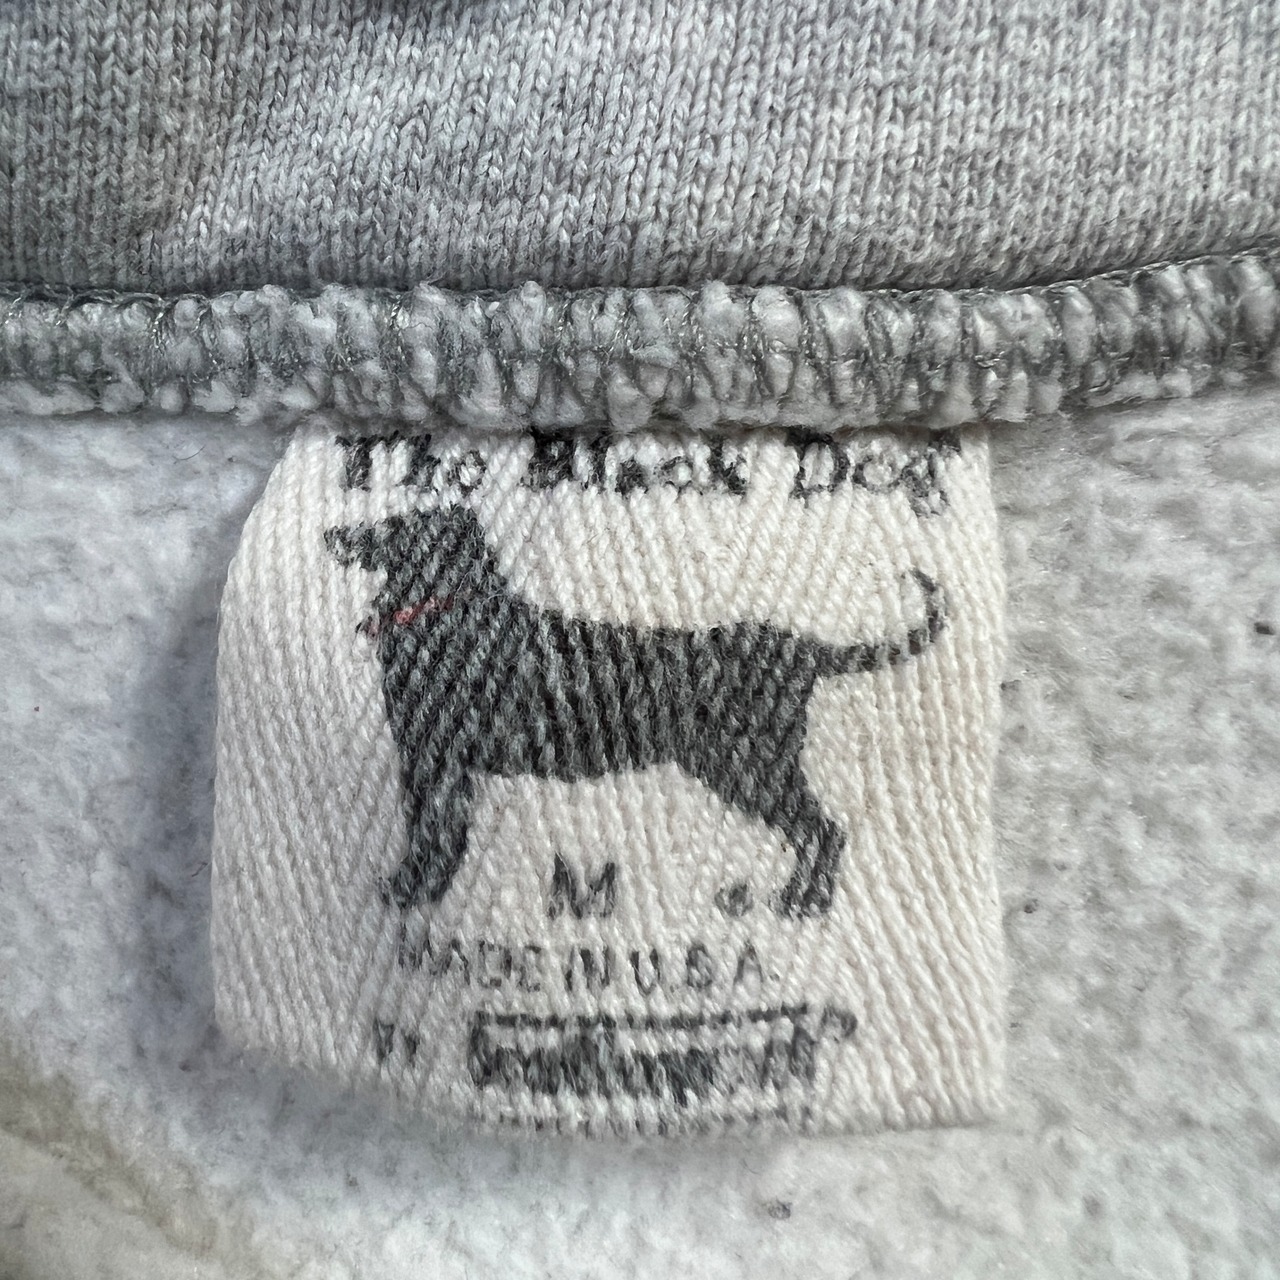 The Black Dog
M
MADE IN U.S.A.